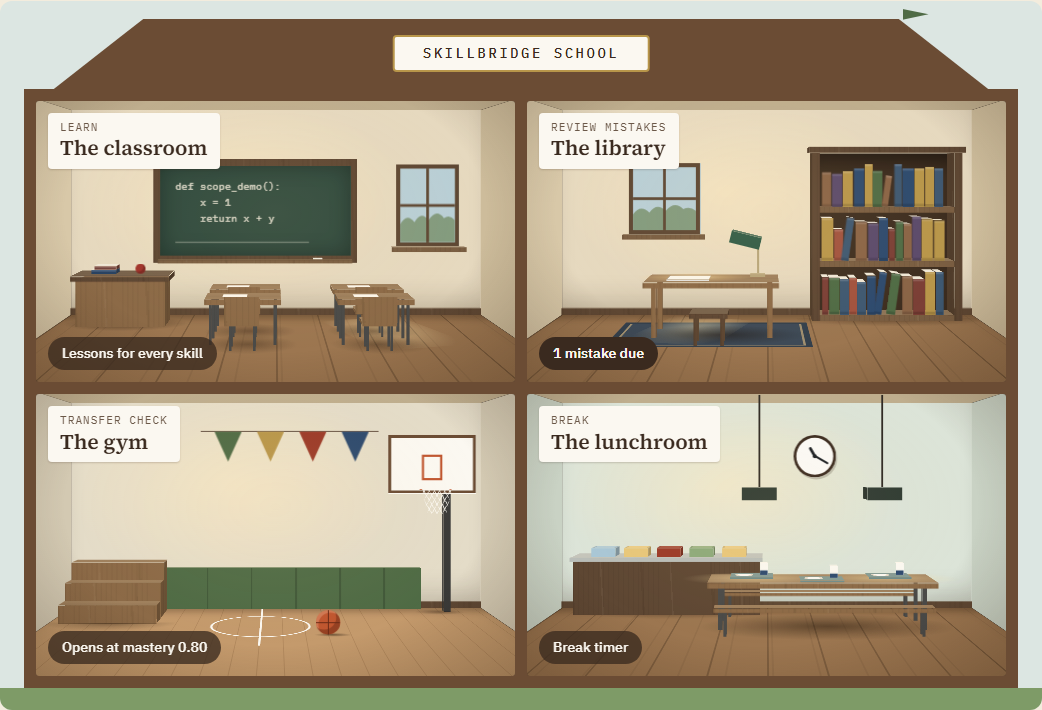 SKILLBRIDGE SCHOOL
LEARN
The classroom
def scope_demo():
    x = 1
    return x + y
Lessons for every skill
REVIEW MISTAKES
The library
1 mistake due
TRANSFER CHECK
The gym
Opens at mastery 0.80
BREAK
The lunchroom
Break timer